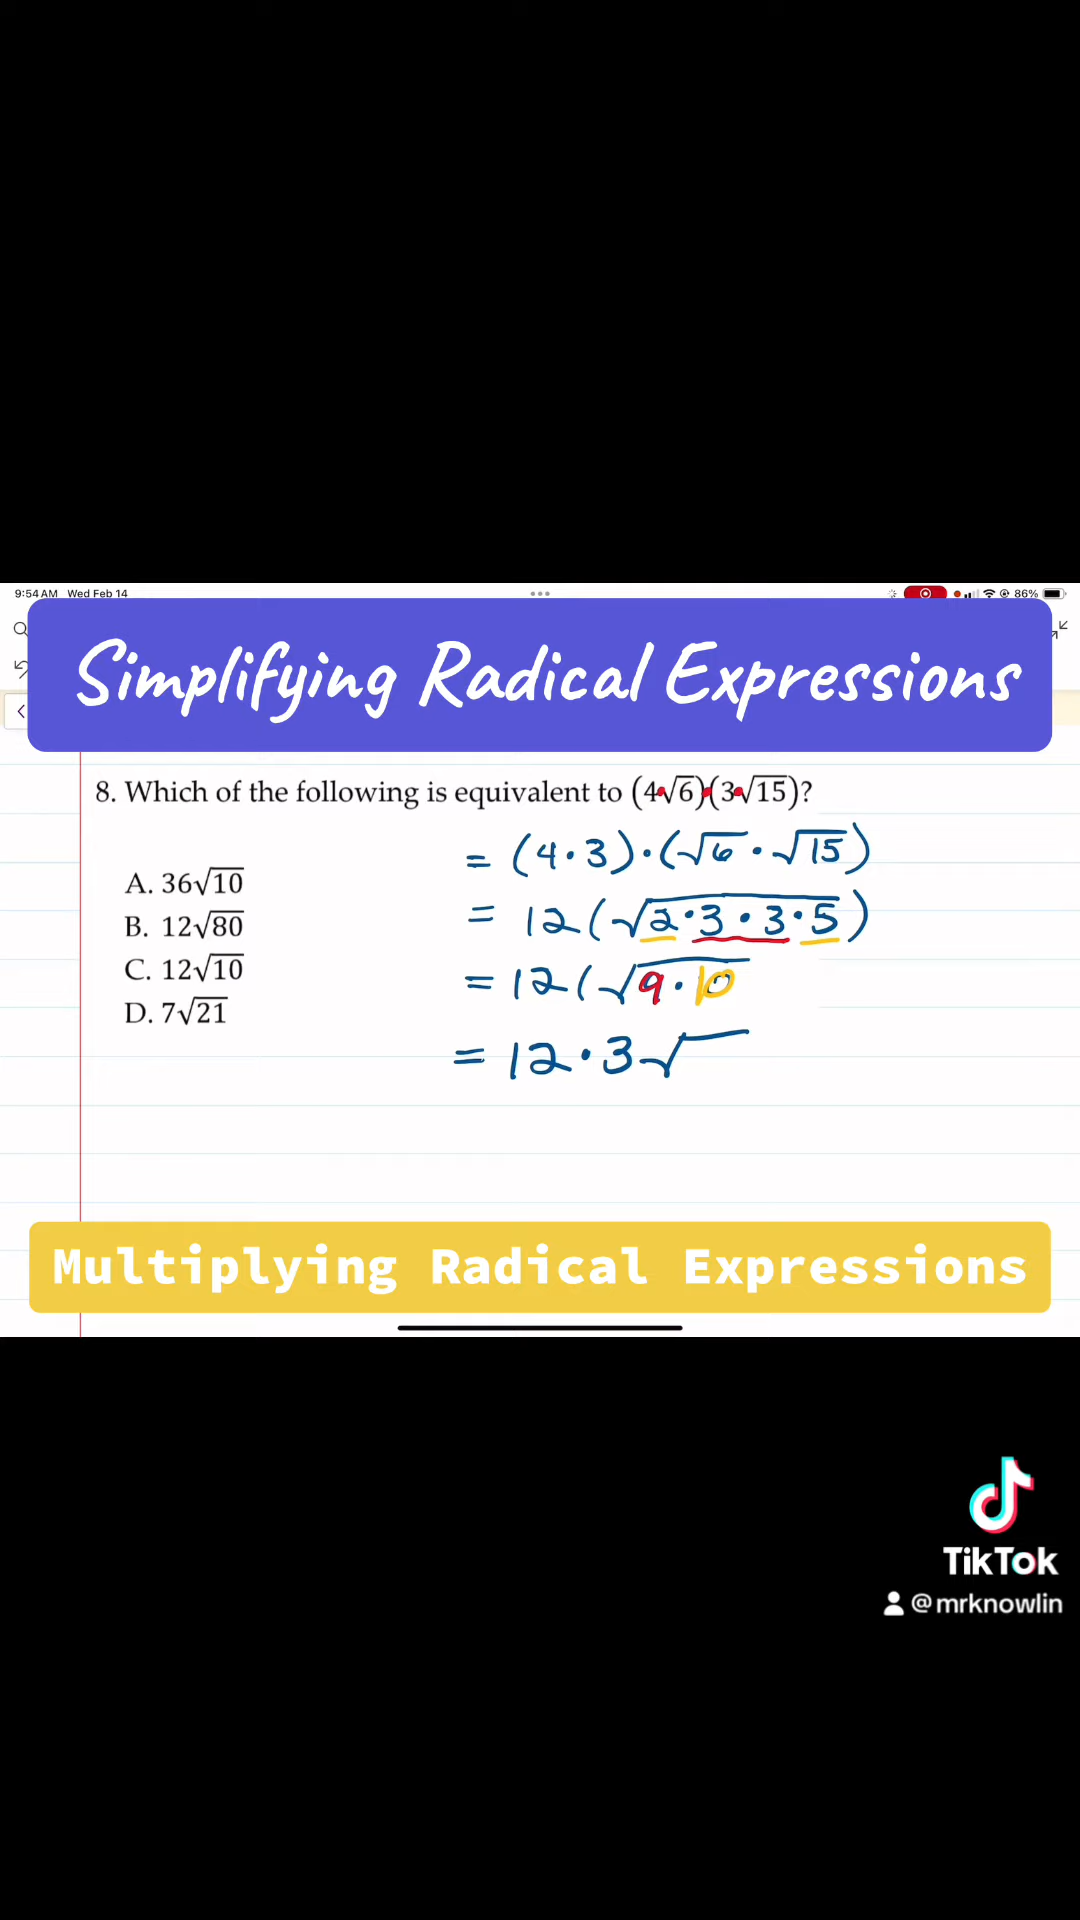 9:54 AM Wed Feb 14
86%
Simplifying Radical Expressions
8. Which of the following is equivalent to (4•√6)•(3•√15)?
= (4·3)·(√6·√15)
A. 36√10
= 12(√2·3·3·5)
B. 12√80
C. 12√10
= 12(√9·10
D. 7√21
= 12·3√
Multiplying Radical Expressions
TikTok
@mrknowlin